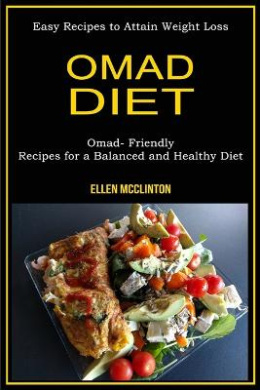 Easy Recipes to Attain Weight Loss
OMAD
DIET
Omad- Friendly
Recipes for a Balanced and Healthy Diet
ELLEN MCCLINTON